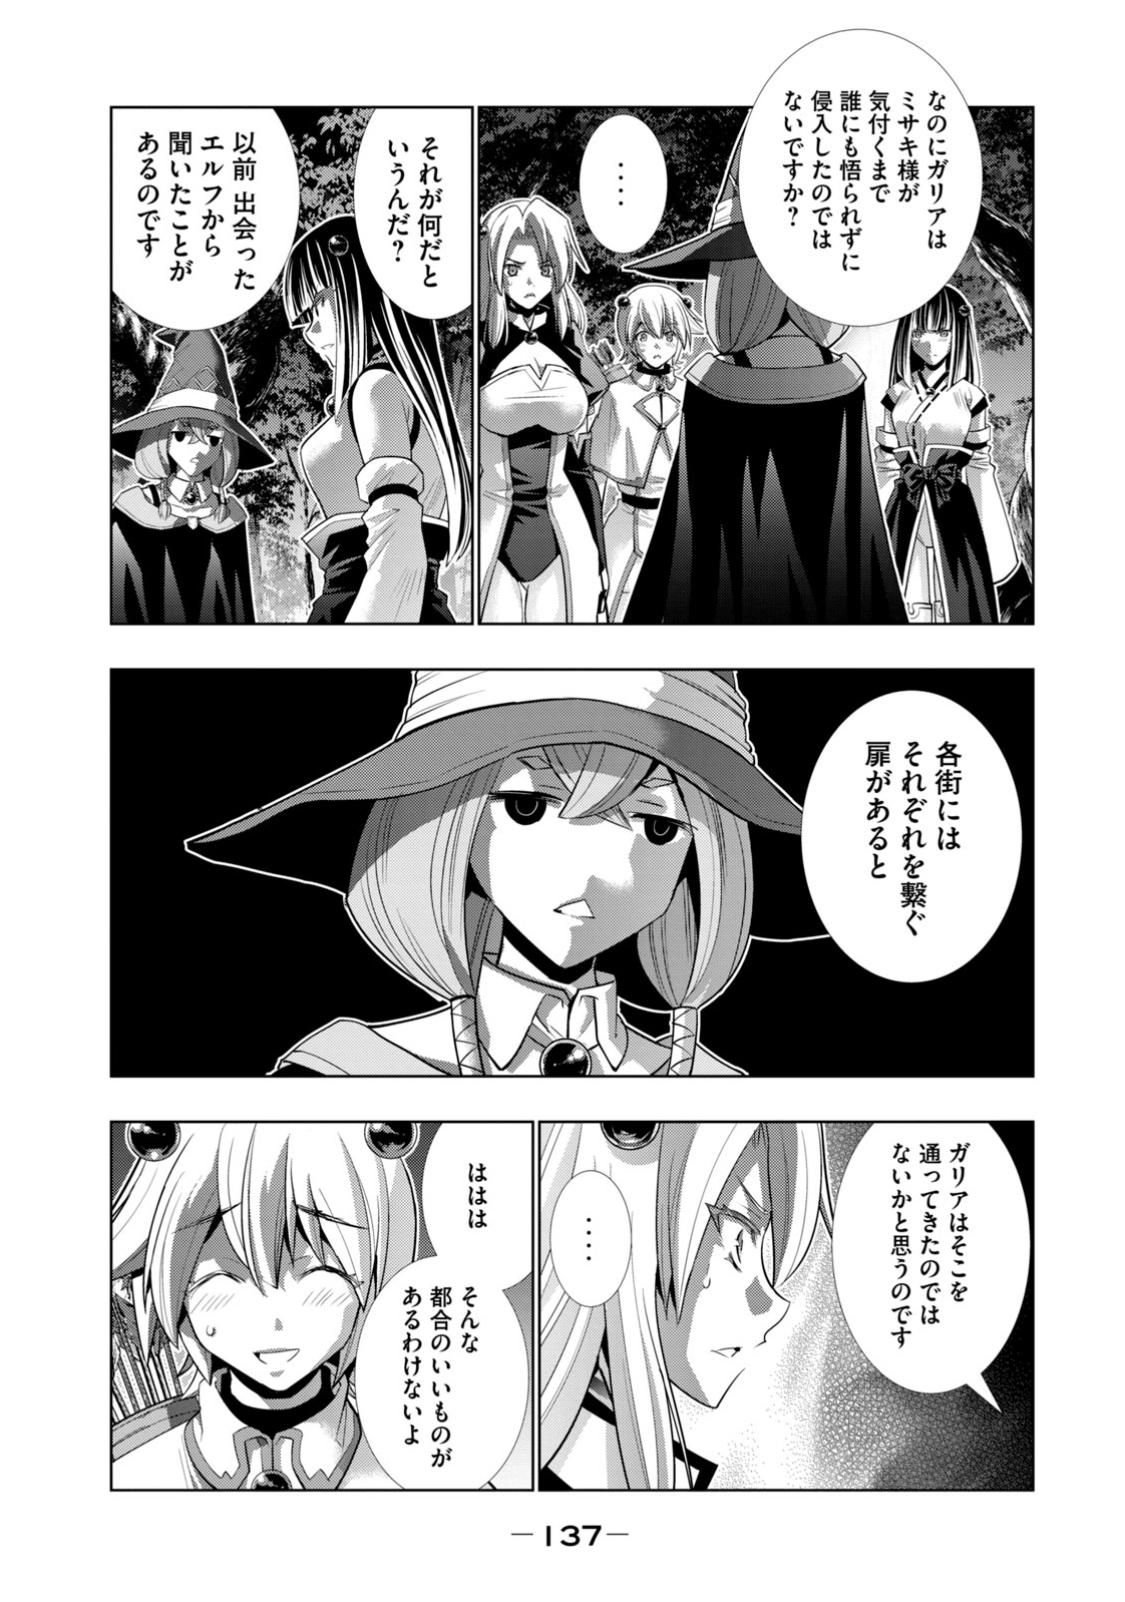 なのにガリアは
ミサキ様が
気付くまで
誰にも悟られずに
侵入したのでは
ないですか？
・・・・
それが何だと
いうんだ？
以前 出会った
エルフから
聞いたことが
あるのです
各街には
それぞれを繋ぐ
扉があると
ガリアはそこを
通ってきたのでは
ないかと思うのです
・・・・
ははは
そんな
都合のいいものが
あるわけないよ
—137—